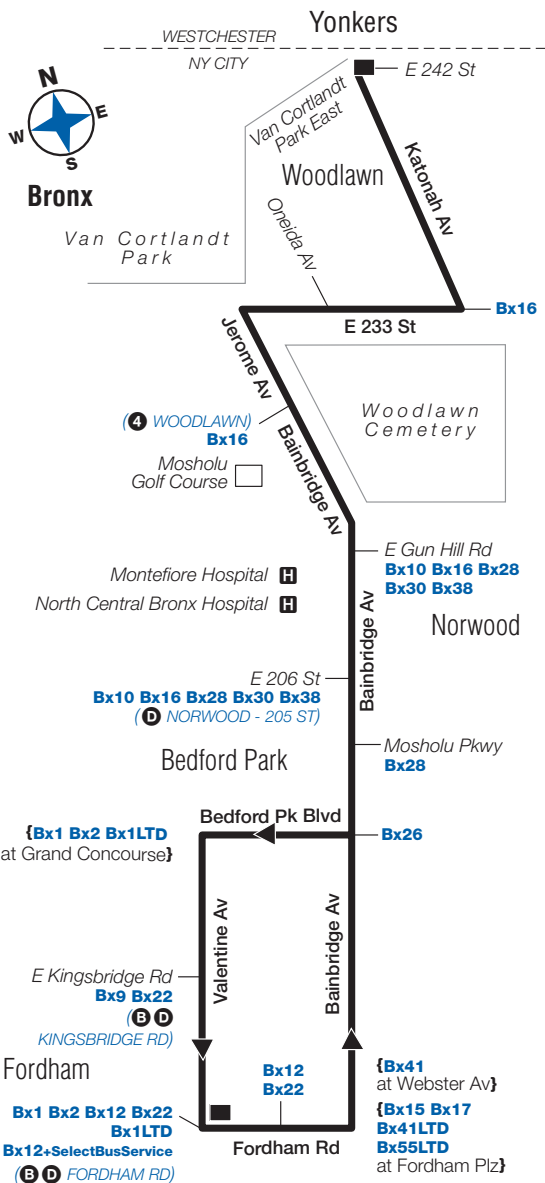 Yonkers
WESTCHESTER
NY CITY
E 242 St
N
E
W
S
Bronx
Van Cortlandt
Park East
Woodlawn
Katonah Av
Van Cortlandt
Park
Oneida Av
Bx16
E 233 St
Jerome Av
Woodlawn
Cemetery
(4 WOODLAWN)
Bx16
Bainbridge Av
Mosholu
Golf Course
E Gun Hill Rd
Bx10 Bx16 Bx28
Bx30 Bx38
Montefiore Hospital H
North Central Bronx Hospital H
Norwood
Bainbridge Av
E 206 St
Bx10 Bx16 Bx28 Bx30 Bx38
(D NORWOOD - 205 ST)
Mosholu Pkwy
Bx28
Bedford Park
Bedford Pk Blvd
{Bx1 Bx2 Bx1LTD
at Grand Concourse}
Bx26
Valentine Av
Bainbridge Av
E Kingsbridge Rd
Bx9 Bx22
(B D
KINGSBRIDGE RD)
Fordham
Bx12
Bx22
{Bx41
at Webster Av}
Bx1 Bx2 Bx12 Bx22
Bx1LTD
Bx12+SelectBusService
(B D FORDHAM RD)
Fordham Rd
{Bx15 Bx17
Bx41LTD
Bx55LTD
at Fordham Plz}